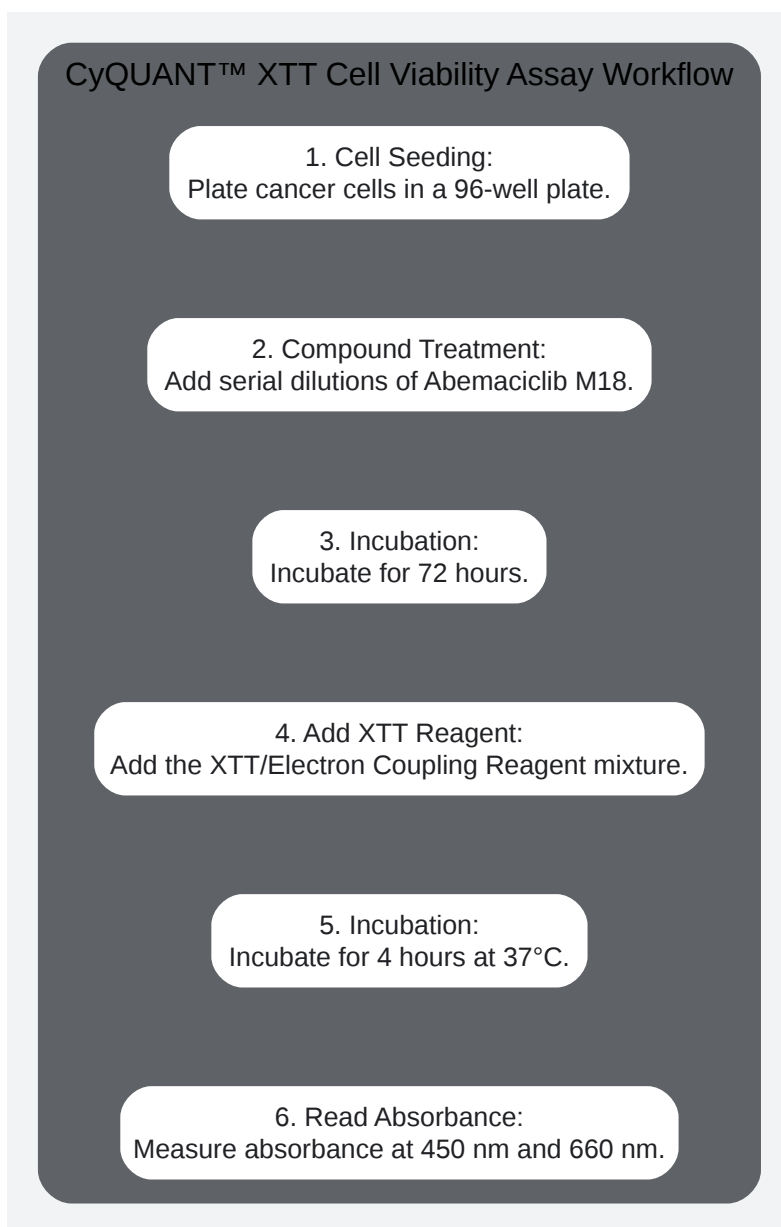 CyQUANT™ XTT Cell Viability Assay Workflow
1. Cell Seeding:
Plate cancer cells in a 96-well plate.
2. Compound Treatment:
Add serial dilutions of Abemaciclib M18.
3. Incubation:
Incubate for 72 hours.
4. Add XTT Reagent:
Add the XTT/Electron Coupling Reagent mixture.
5. Incubation:
Incubate for 4 hours at 37°C.
6. Read Absorbance:
Measure absorbance at 450 nm and 660 nm.